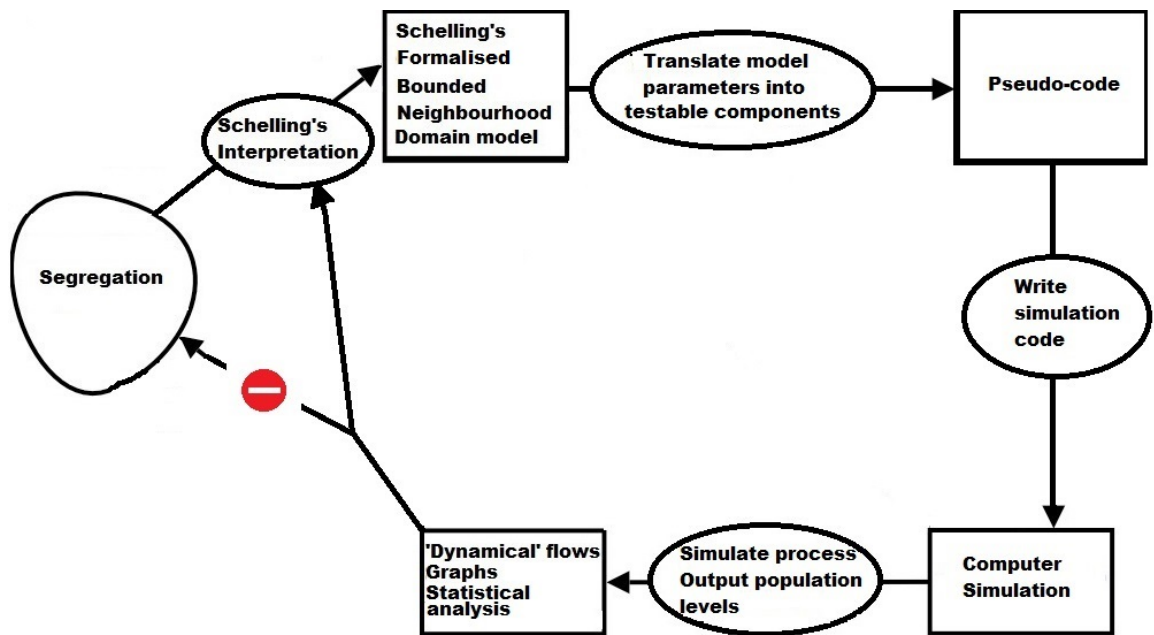 Schelling's
Formalised
Bounded
Neighbourhood
Domain model
Translate model
parameters into
testable components
Pseudo-code
Schelling's
Interpretation
Segregation
Write
simulation
code
'Dynamical' flows
Graphs
Statistical
analysis
Simulate process
Output population
levels
Computer
Simulation